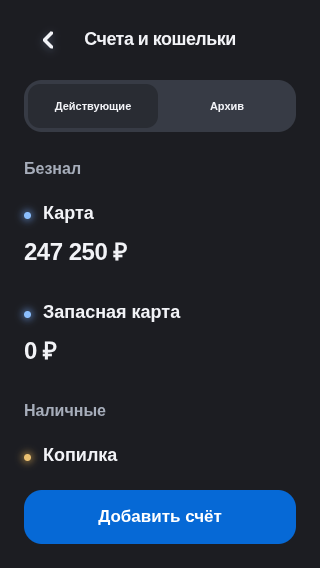 Счета и кошельки
Действующие
Архив
Безнал
Карта
247 250 ₽
Запасная карта
0 ₽
Наличные
Копилка
Добавить счёт